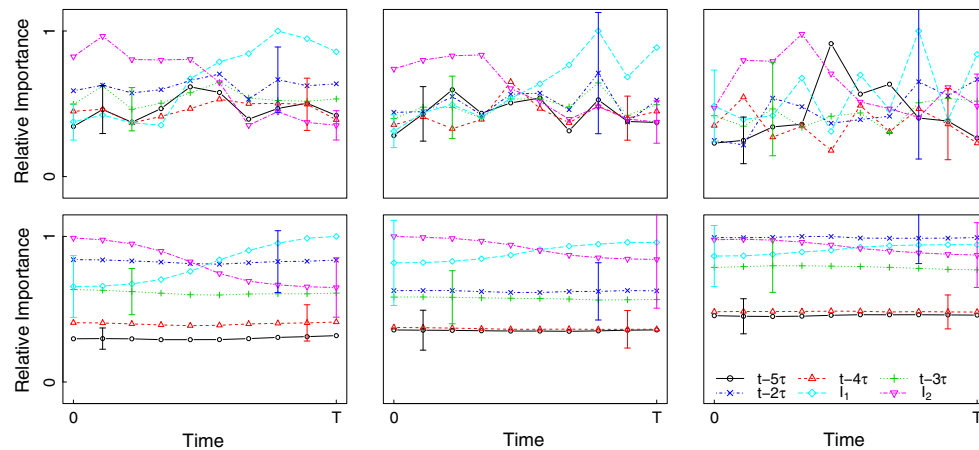 Relative Importance
1
0
Relative Importance
1
0
0 T
Time
0 T
Time
t−5τ t−4τ t−3τ
t−2τ I1 I2
0 T
Time